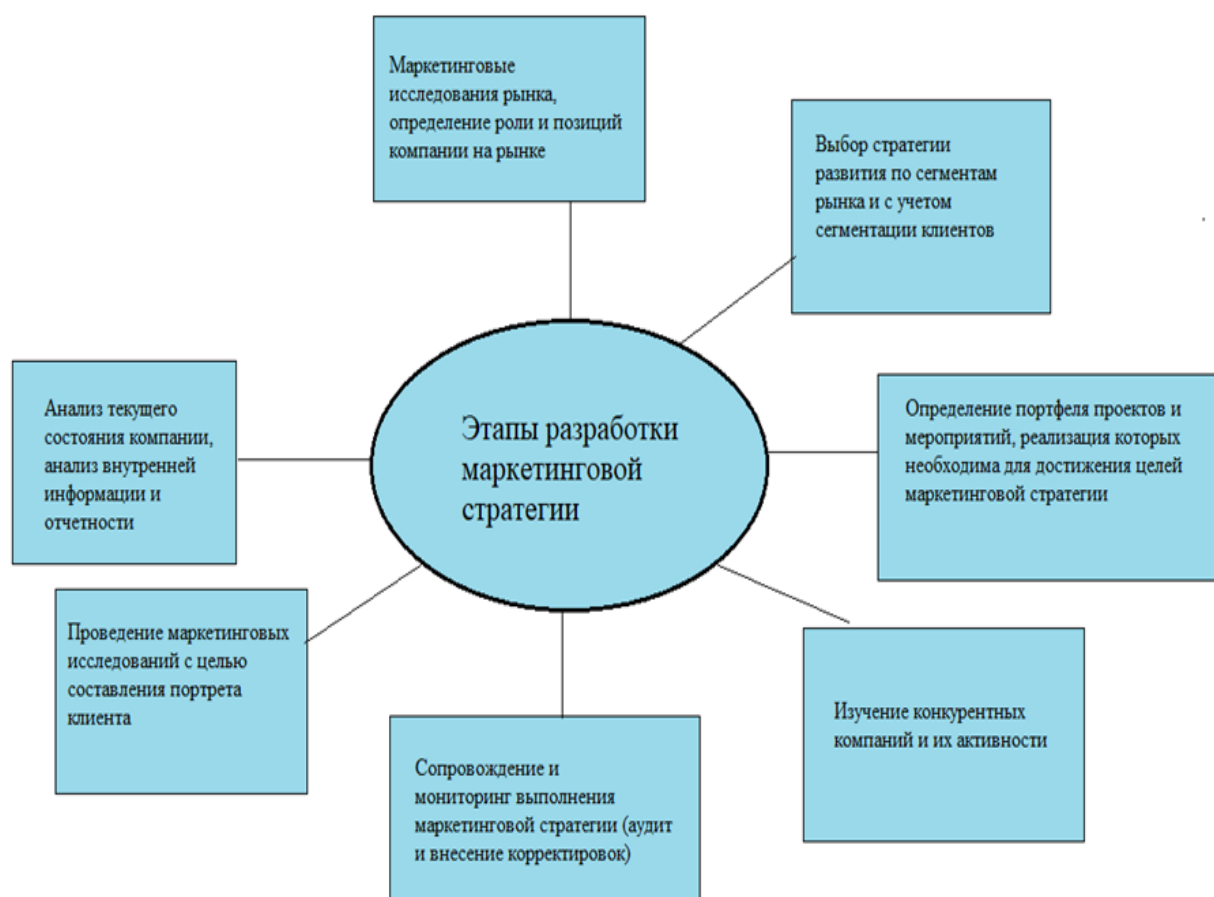 Маркетинговые
исследования рынка,
определение роли и позиций
компании на рынке
Выбор стратегии
развития по сегментам
рынка и с учетом
сегментации клиентов
Анализ текущего
состояния компании,
анализ внутренней
информации и
отчетности
Этапы разработки
маркетинговой
стратегии
Определение портфеля проектов и
мероприятий, реализация которых
необходима для достижения целей
маркетинговой стратегии
Проведение маркетинговых
исследований с целью
составления портрета
клиента
Изучение конкурентных
компаний и их активности
Сопровождение и
мониторинг выполнения
маркетинговой стратегии (аудит
и внесение корректировок)